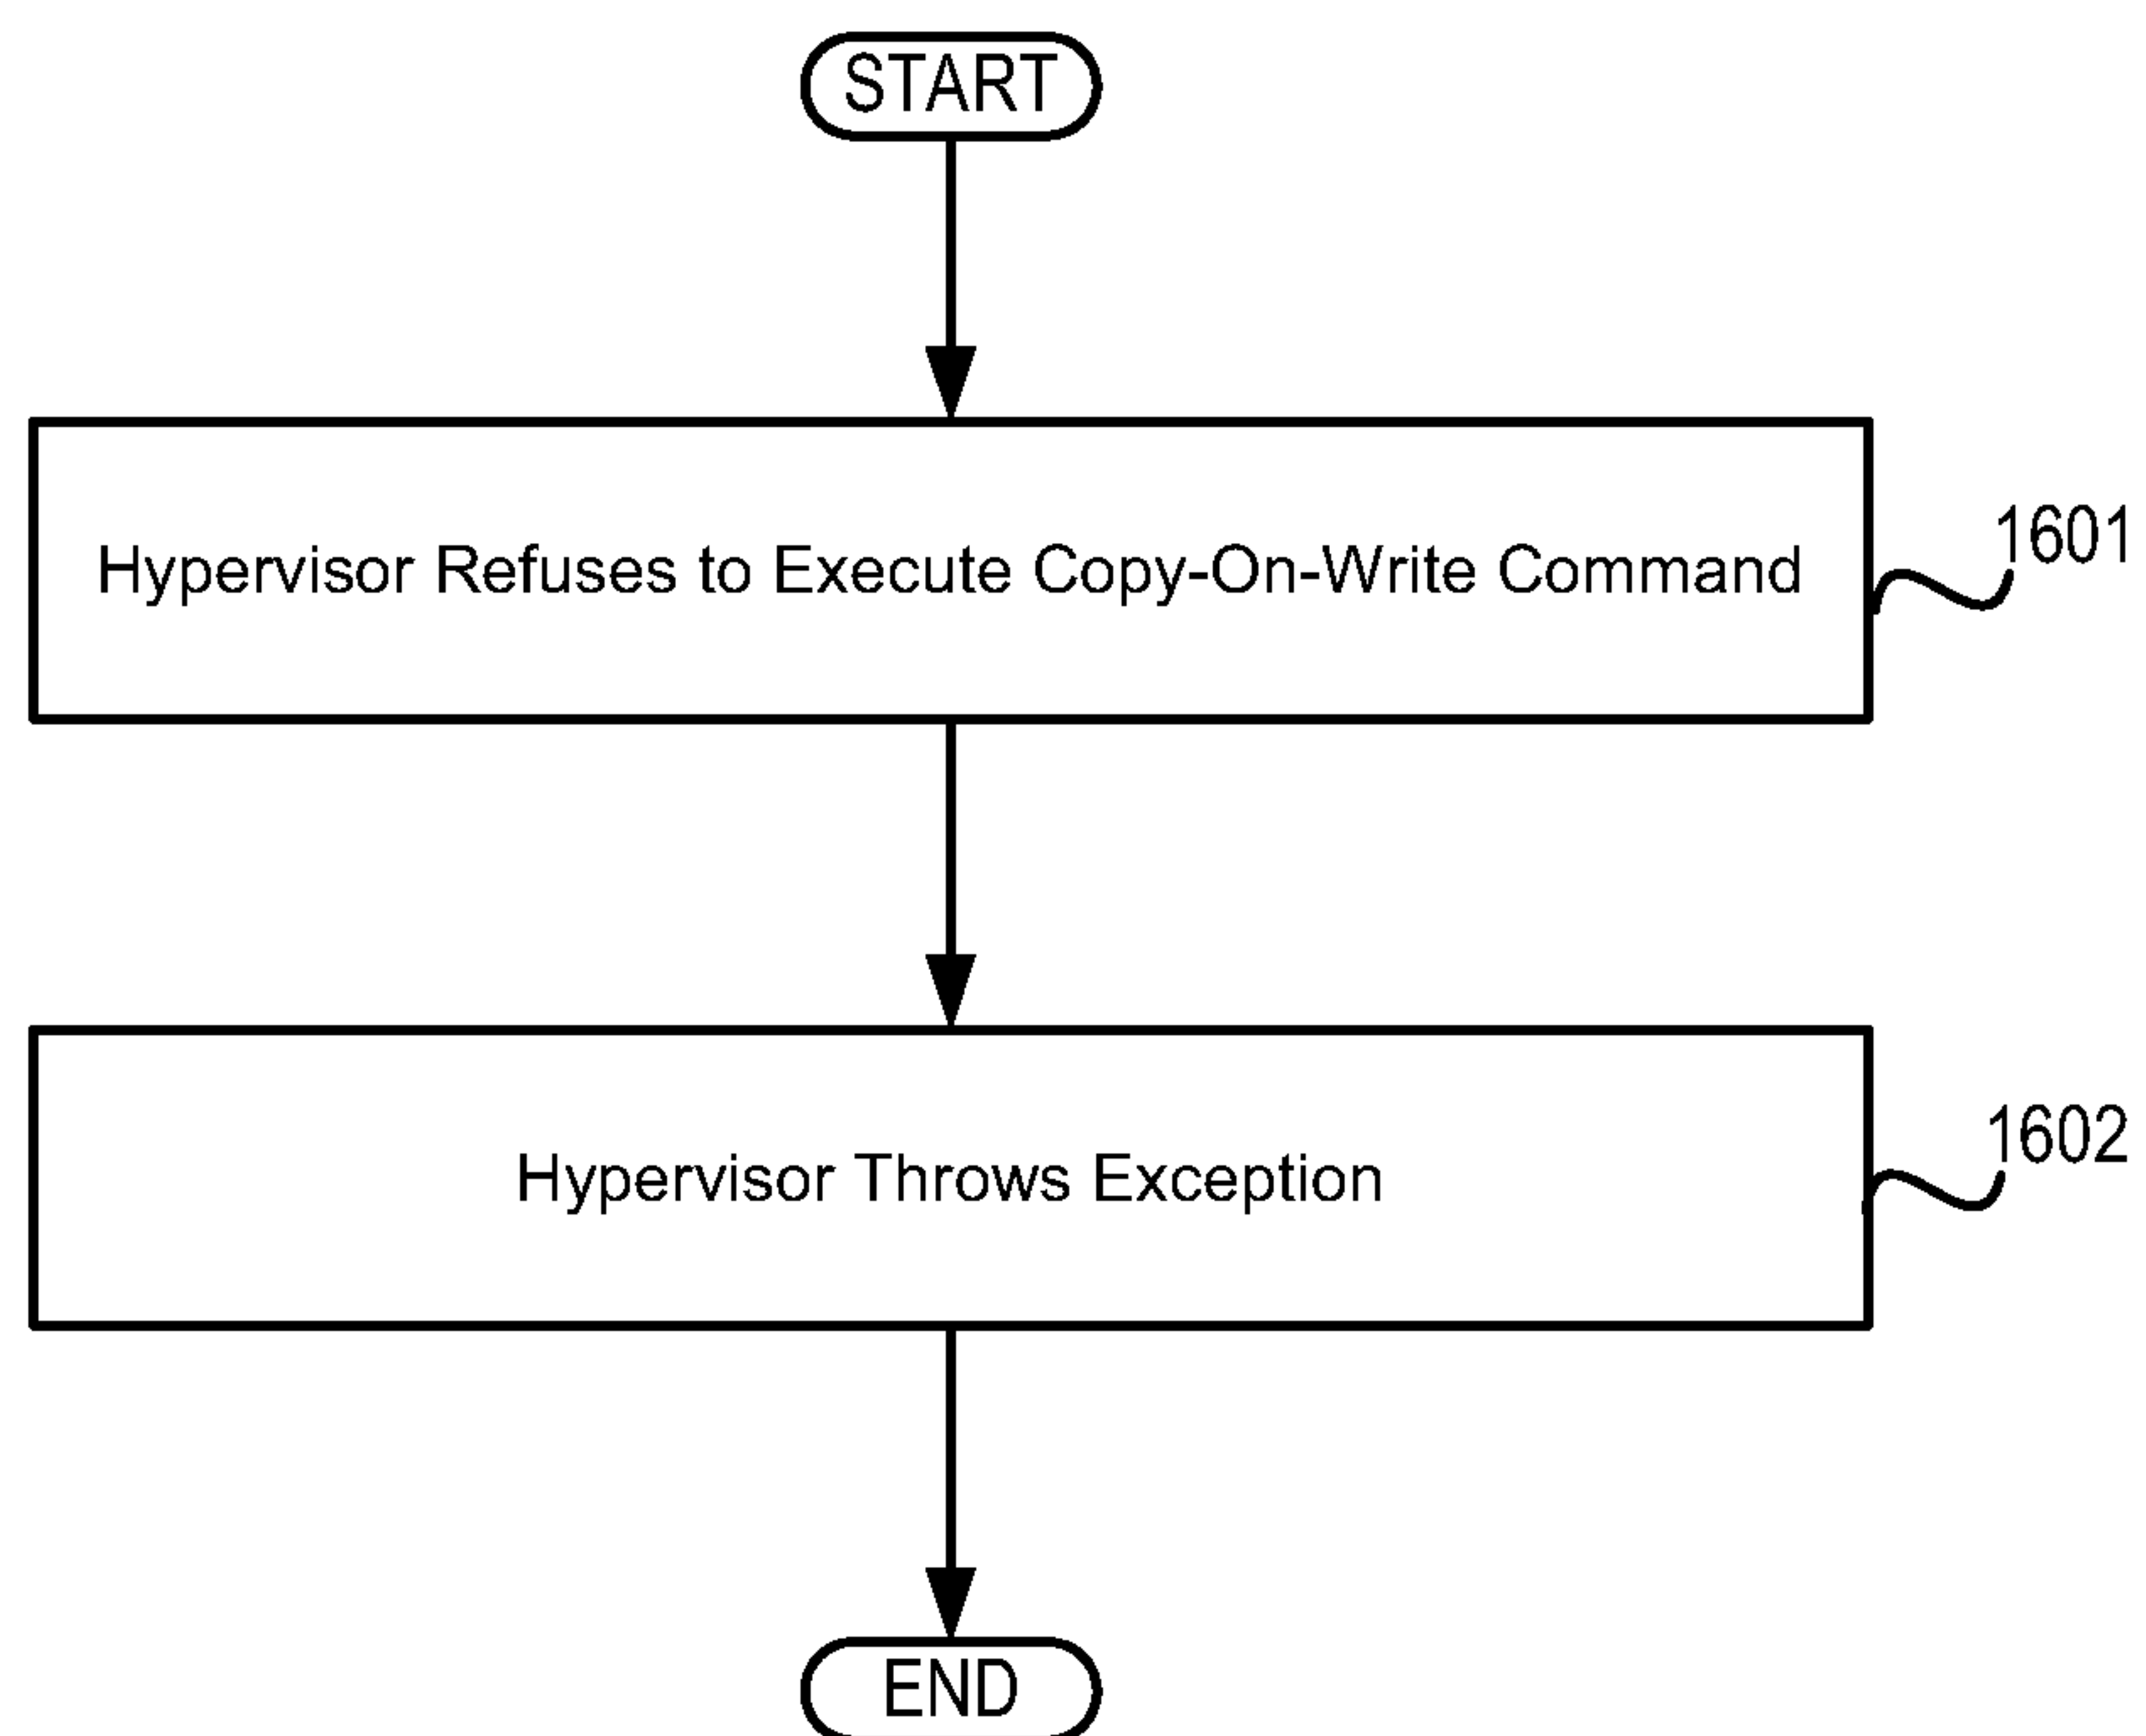 START
Hypervisor Refuses to Execute Copy-On-Write Command
1601
Hypervisor Throws Exception
1602
END